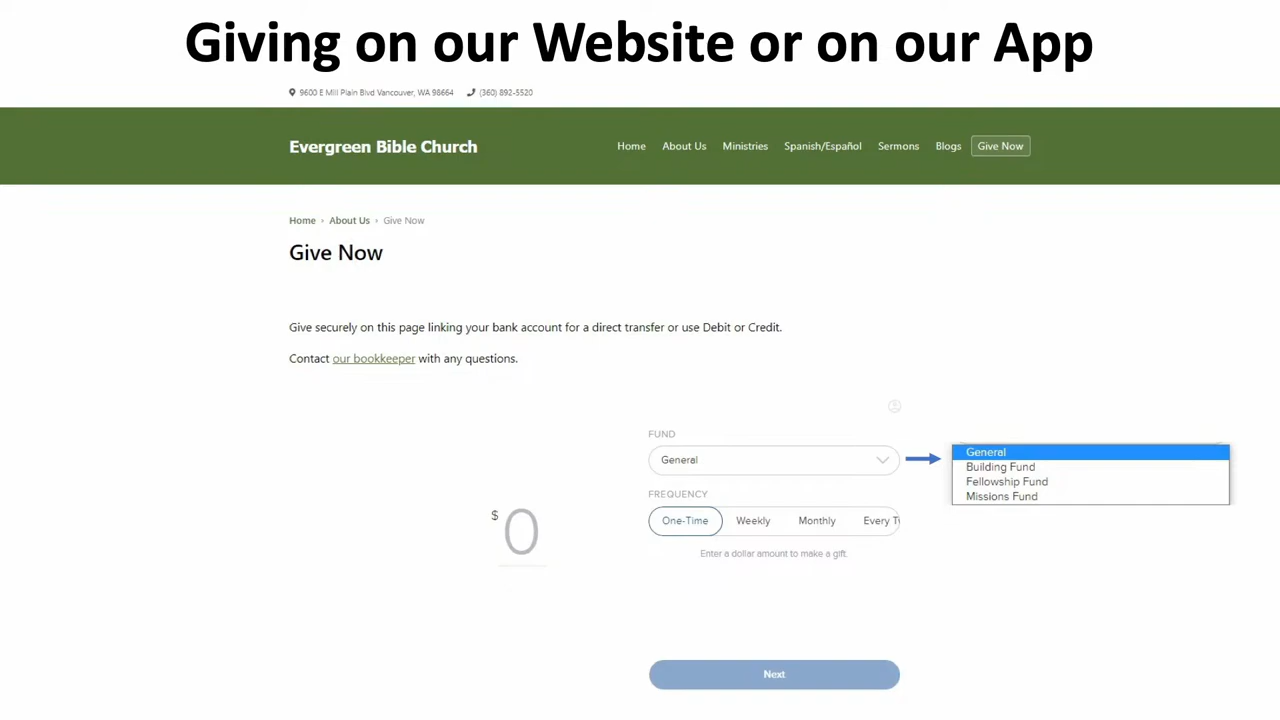 Giving on our Website or on our App
9600 E Mill Plain Blvd Vancouver, WA 98664 (360) 892-5520
Evergreen Bible Church Home About Us Ministries Spanish/Español Sermons Blogs Give Now
Home › About Us › Give Now
Give Now
Give securely on this page linking your bank account for a direct transfer or use Debit or Credit.
Contact our bookkeeper with any questions.
FUND
General
General
Building Fund
Fellowship Fund
Missions Fund
FREQUENCY
One-Time Weekly Monthly Every
$ 0
Enter a dollar amount to make a gift.
Next